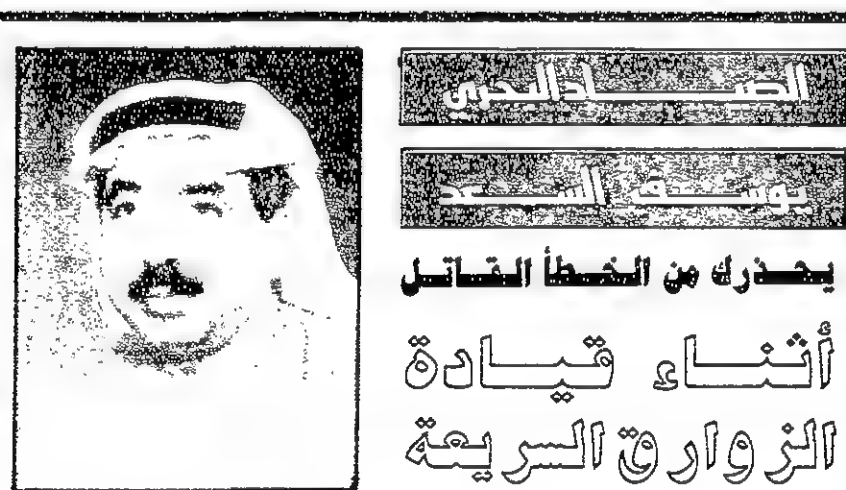 الصياد البحري
يوسف السعد
يحذرك من الخطأ القاتل
أثناء قيادة
الزوارق السريعة